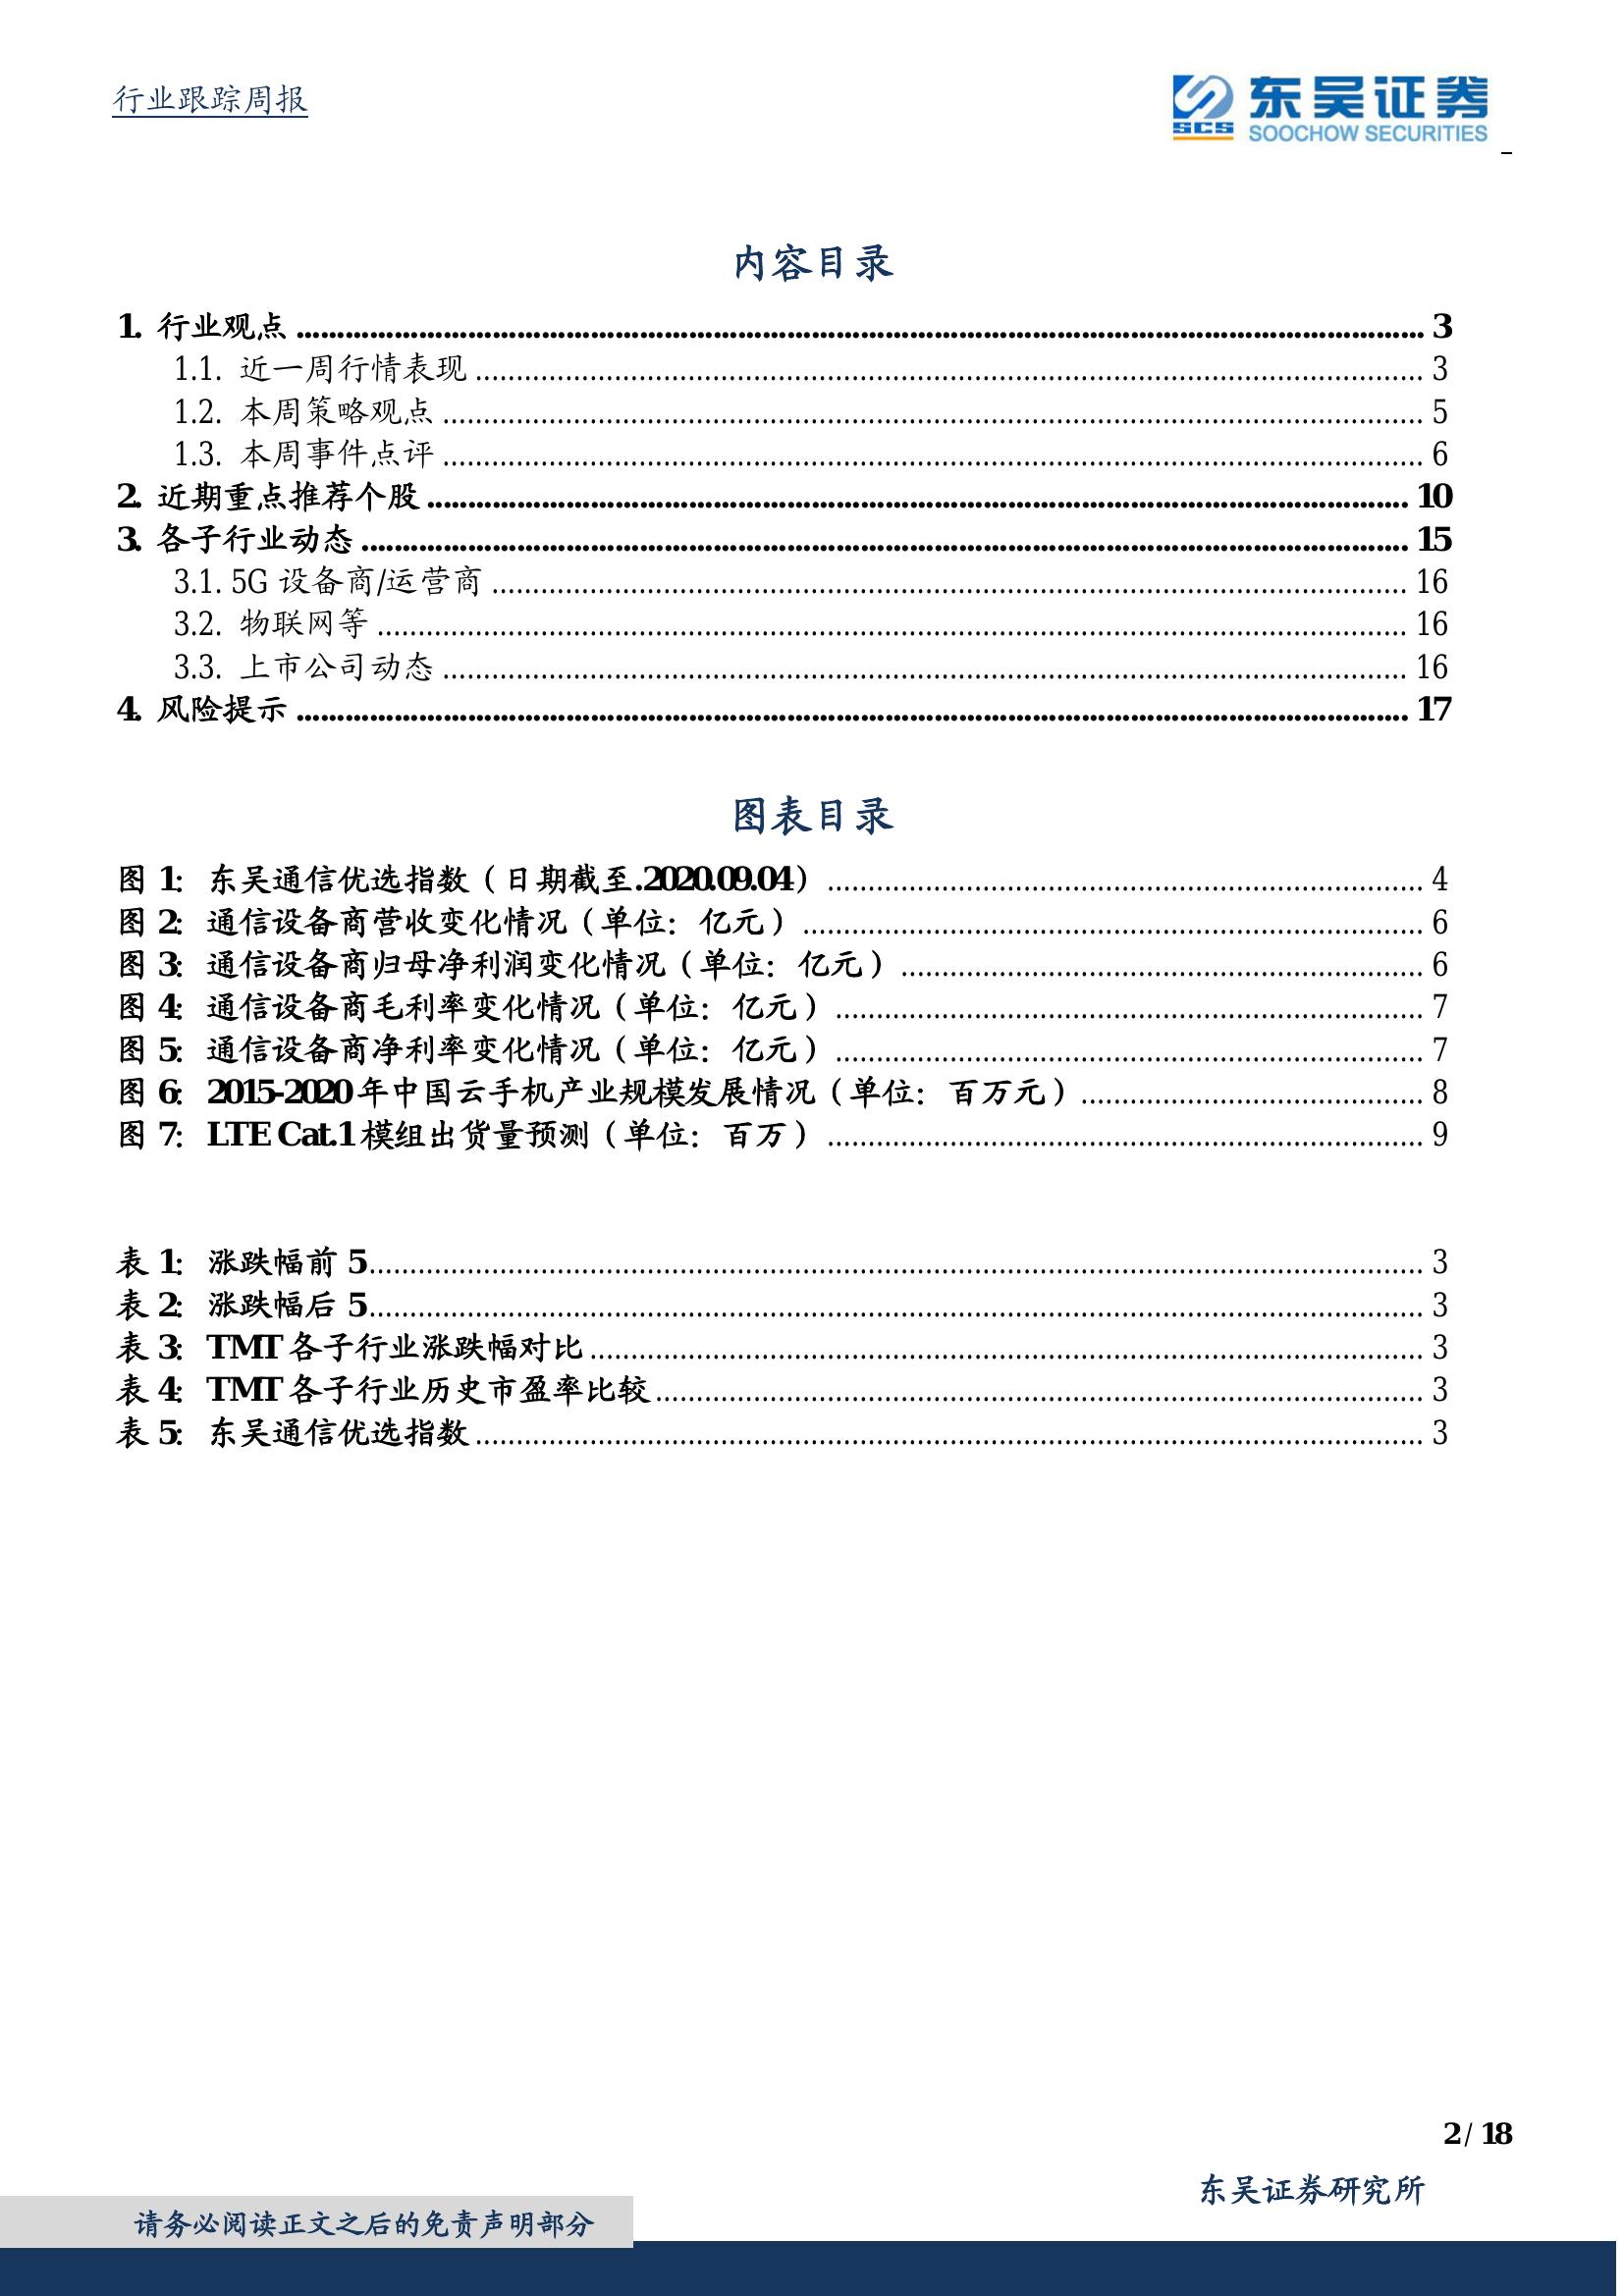 行业跟踪周报
东吴证券
SCS
SOOCHOW SECURITIES
内容目录
1. 行业观点 ........ 3
1.1. 近一周行情表现 ........ 3
1.2. 本周策略观点 ........ 5
1.3. 本周事件点评 ........ 6
2. 近期重点推荐个股 ........ 10
3. 各子行业动态 ........ 15
3.1. 5G 设备商/运营商 ........ 16
3.2. 物联网等 ........ 16
3.3. 上市公司动态 ........ 16
4. 风险提示 ........ 17
图表目录
图 1: 东吴通信优选指数（日期截至.2020.09.04） ........ 4
图 2: 通信设备商营收变化情况（单位：亿元） ........ 6
图 3: 通信设备商归母净利润变化情况（单位：亿元） ........ 6
图 4: 通信设备商毛利率变化情况（单位：亿元） ........ 7
图 5: 通信设备商净利率变化情况（单位：亿元） ........ 7
图 6: 2015-2020 年中国云手机产业规模发展情况（单位：百万元） ........ 8
图 7: LTE Cat.1 模组出货量预测（单位：百万） ........ 9
表 1: 涨跌幅前 5 ........ 3
表 2: 涨跌幅后 5 ........ 3
表 3: TMT 各子行业涨跌幅对比 ........ 3
表 4: TMT 各子行业历史市盈率比较 ........ 3
表 5: 东吴通信优选指数 ........ 3
2 / 18
东吴证券研究所
请务必阅读正文之后的免责声明部分